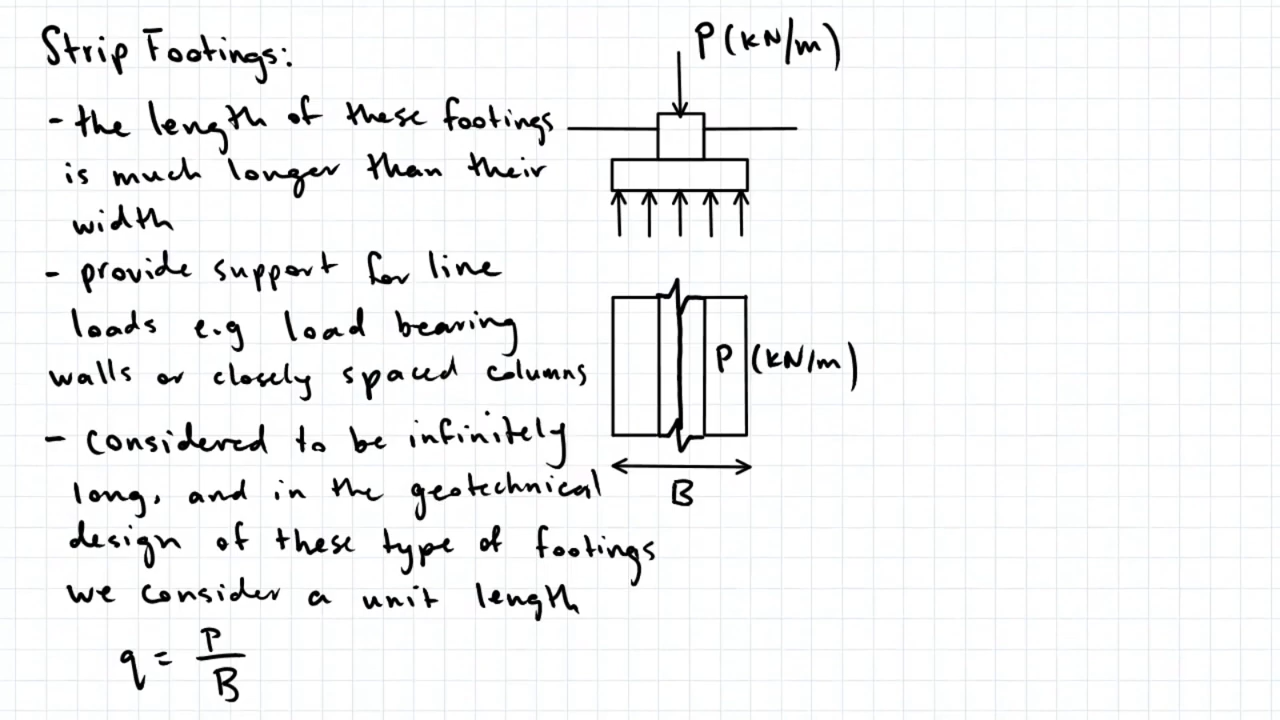 Strip Footings:
- the length of these footings
is much longer than their
width
- provide support for line
loads e.g load bearing
walls or closely spaced columns
- considered to be infinitely
long, and in the geotechnical
design of these type of footings
we consider a unit length
q = P/B
P (kN/m)
P (kN/m)
B